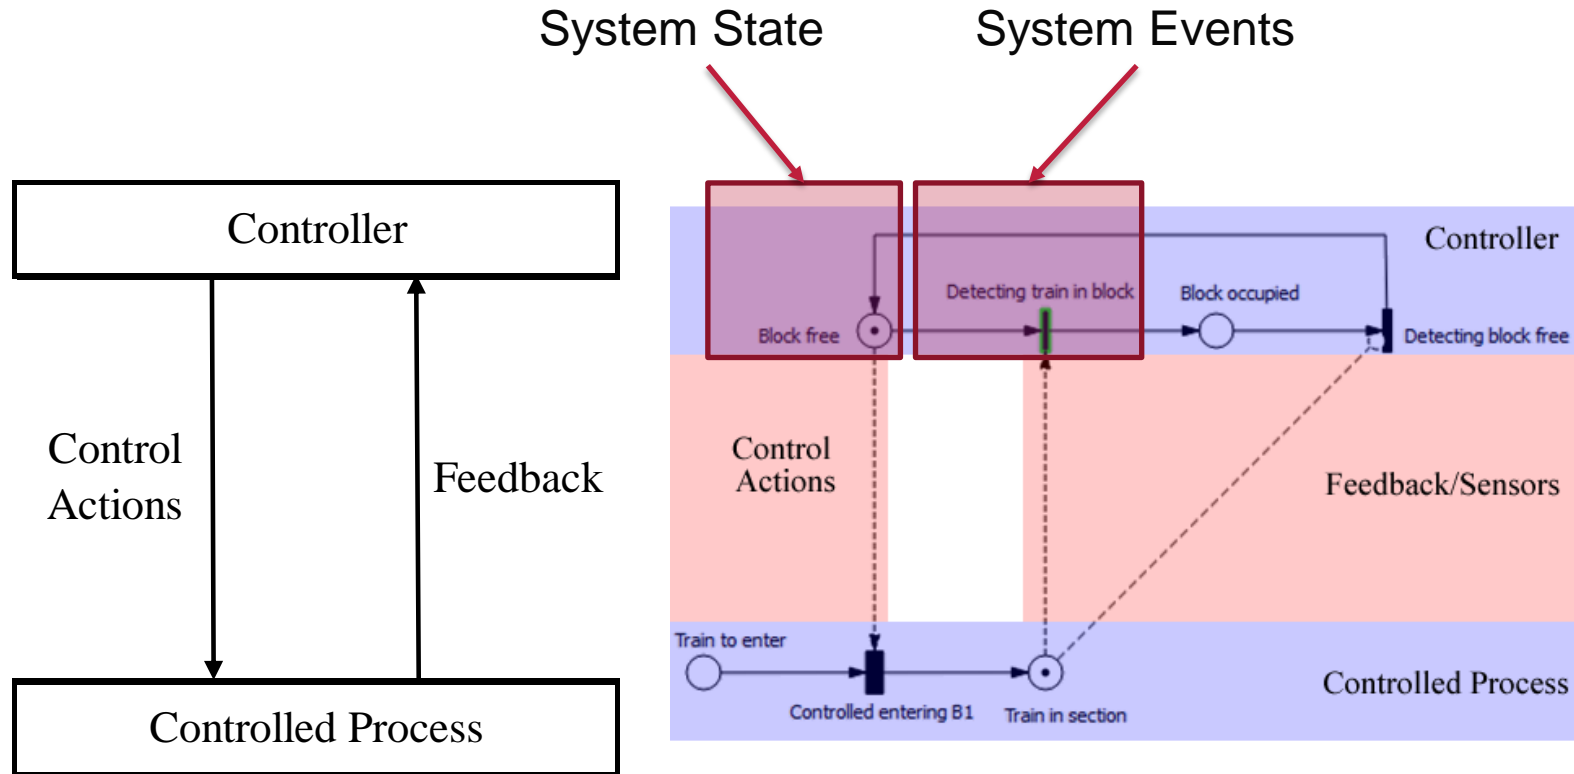 System State
System Events
Controller
Control
Actions
Feedback
Controlled Process
Controller
Detecting train in block
Block occupied
Block free
Detecting block free
Control
Actions
Feedback/Sensors
Train to enter
Controlled entering B1
Train in section
Controlled Process